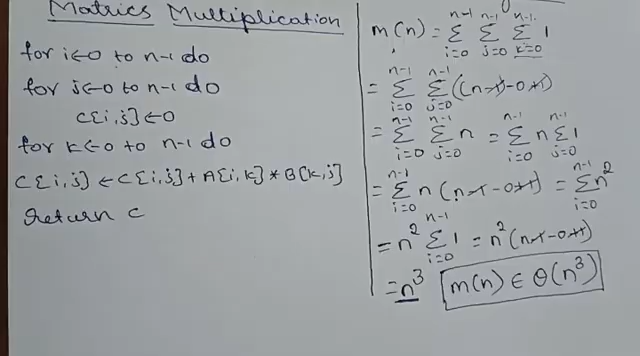 Matrics Multiplication
for i←0 to n-1 do
for j←0 to n-1 do
C[i,j]←0
for k←0 to n-1 do
C[i,j]←C[i,j]+A[i,k]*B[k,j]
return C
m(n) = Σ_{i=0}^{n-1} Σ_{j=0}^{n-1} Σ_{k=0}^{n-1} 1
= Σ_{i=0}^{n-1} Σ_{j=0}^{n-1} ((n-1)-0+1)
= Σ_{i=0}^{n-1} Σ_{j=0}^{n-1} n = Σ_{i=0}^{n-1} n Σ_{j=0}^{n-1} 1
= Σ_{i=0}^{n-1} n (n-1-0+1) = Σ_{i=0}^{n-1} n²
= n² Σ_{i=0}^{n-1} 1 = n² (n-1-0+1)
= n³ m(n) ∈ Θ(n³)